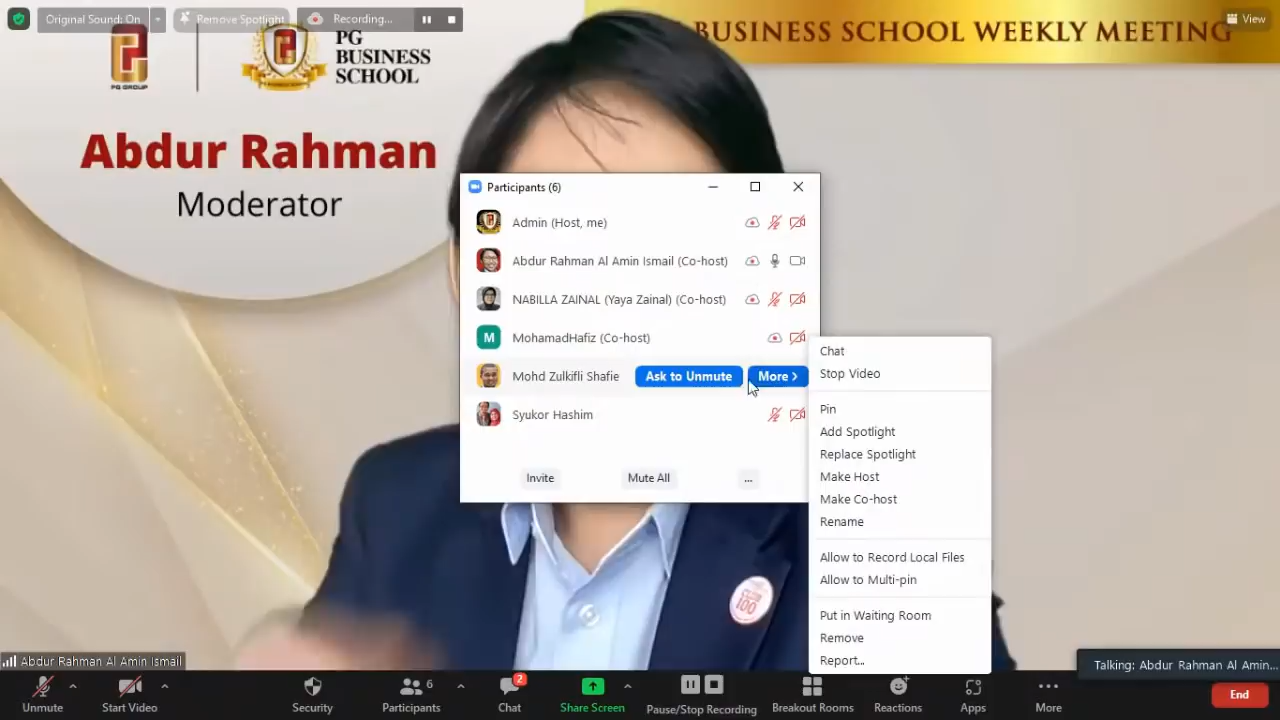 Original Sound: On
Remove Spotlight
Recording...
View
PG GROUP
PG
BUSINESS
SCHOOL
BUSINESS SCHOOL WEEKLY MEETING
Abdur Rahman
Moderator
Participants (6)
Admin (Host, me)
Abdur Rahman Al Amin Ismail (Co-host)
NABILLA ZAINAL (Yaya Zainal) (Co-host)
M MohamadHafiz (Co-host)
Mohd Zulkifli Shafie Ask to Unmute More >
Syukor Hashim
Invite Mute All ...
Chat
Stop Video
Pin
Add Spotlight
Replace Spotlight
Make Host
Make Co-host
Rename
Allow to Record Local Files
Allow to Multi-pin
Put in Waiting Room
Remove
Report...
100
Abdur Rahman Al Amin Ismail
Talking: Abdur Rahman Al Amin...
Unmute
Start Video
Security
Participants 6
Chat 2
Share Screen
Pause/Stop Recording
Breakout Rooms
Reactions
Apps
More
End